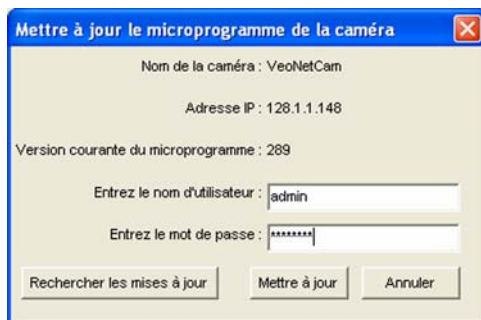 Mettre à jour le microprogramme de la caméra
Nom de la caméra : VeoNetCam
Adresse IP : 128.1.1.148
Version courante du microprogramme : 289
Entrez le nom d'utilisateur : admin
Entrez le mot de passe : ********
Rechercher les mises à jour Mettre à jour Annuler